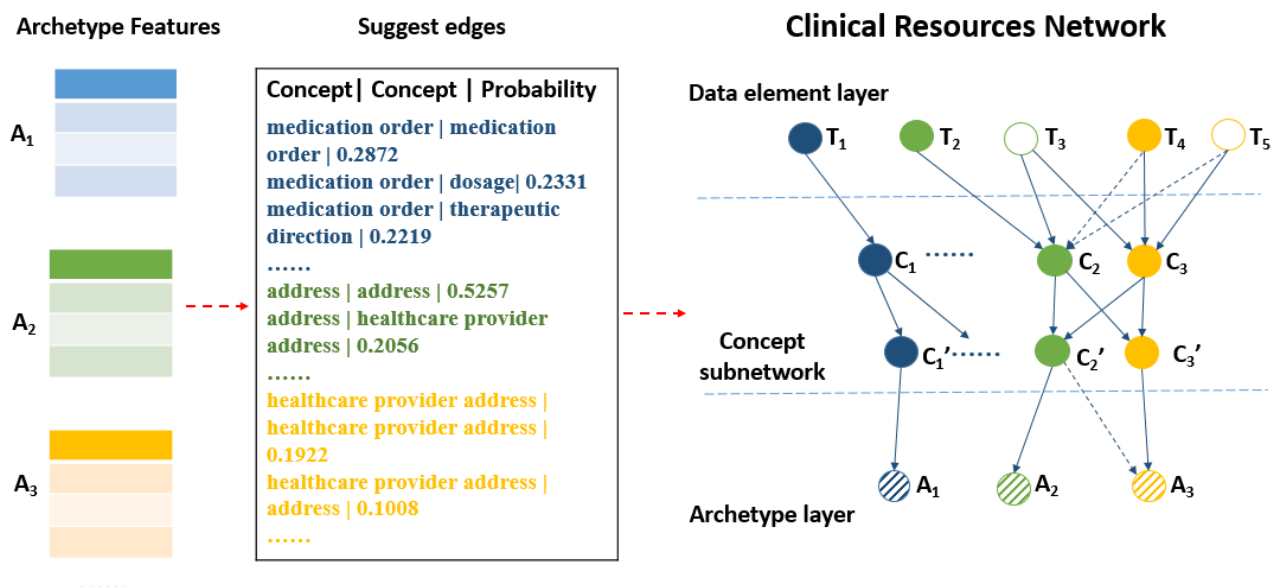 Archetype Features
A₁
A₂
A₃
......
Suggest edges
Concept| Concept | Probability
medication order | medication
order | 0.2872
medication order | dosage| 0.2331
medication order | therapeutic
direction | 0.2219
......
address | address | 0.5257
address | healthcare provider
address | 0.2056
......
healthcare provider address |
healthcare provider address |
0.1922
healthcare provider address |
address | 0.1008
......
Clinical Resources Network
Data element layer
T₁ T₂ T₃ T₄ T₅
C₁ ...... C₂ C₃
Concept
subnetwork
C₁’ ...... C₂’ C₃’
A₁ A₂ A₃
Archetype layer